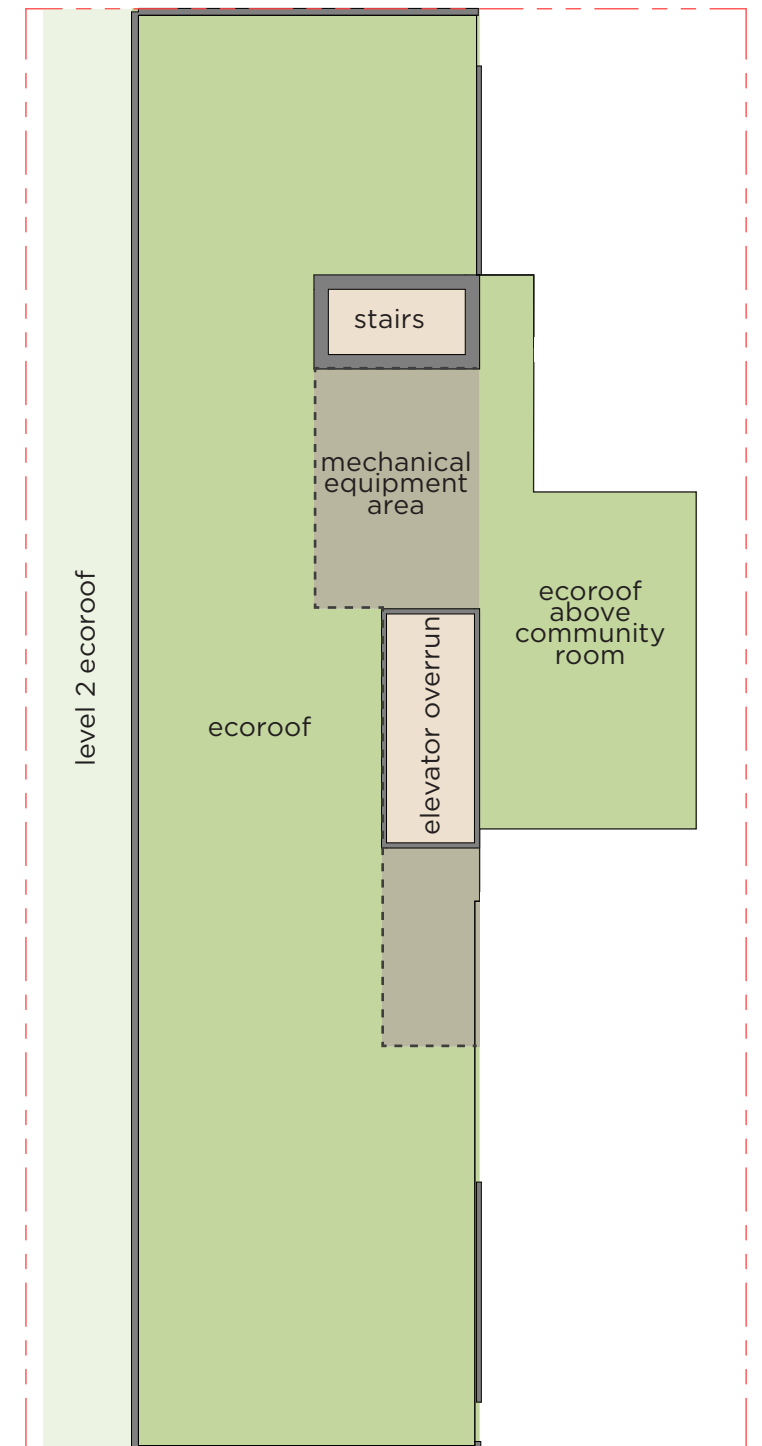 stairs
mechanical
equipment
area
ecoroof
above
community
room
level 2 ecoroof
ecoroof
elevator overrun